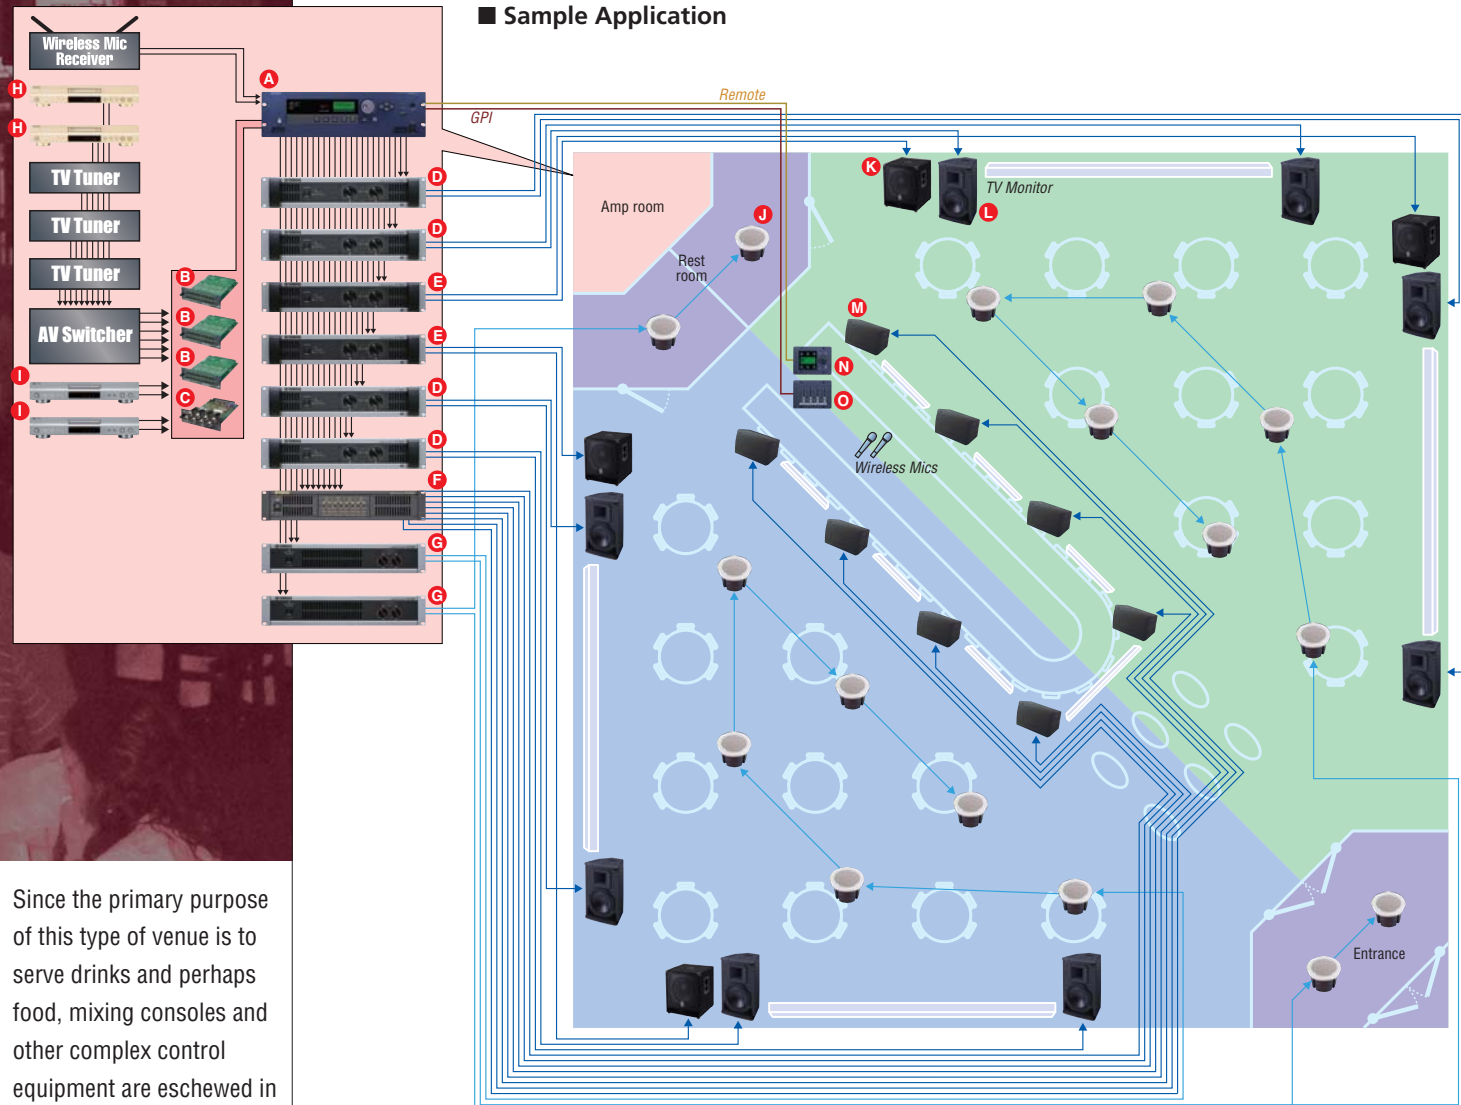 ■ Sample Application
Wireless Mic
Receiver
H
H
TV Tuner
TV Tuner
TV Tuner
AV Switcher
I
I
A
B
B
B
C
D
D
E
E
D
D
F
G
G
Remote
GPI
Amp room
Rest
room
J
K
L
TV Monitor
M
N
O
Wireless Mics
Entrance
Since the primary purpose
of this type of venue is to
serve drinks and perhaps
food, mixing consoles and
other complex control
equipment are eschewed in